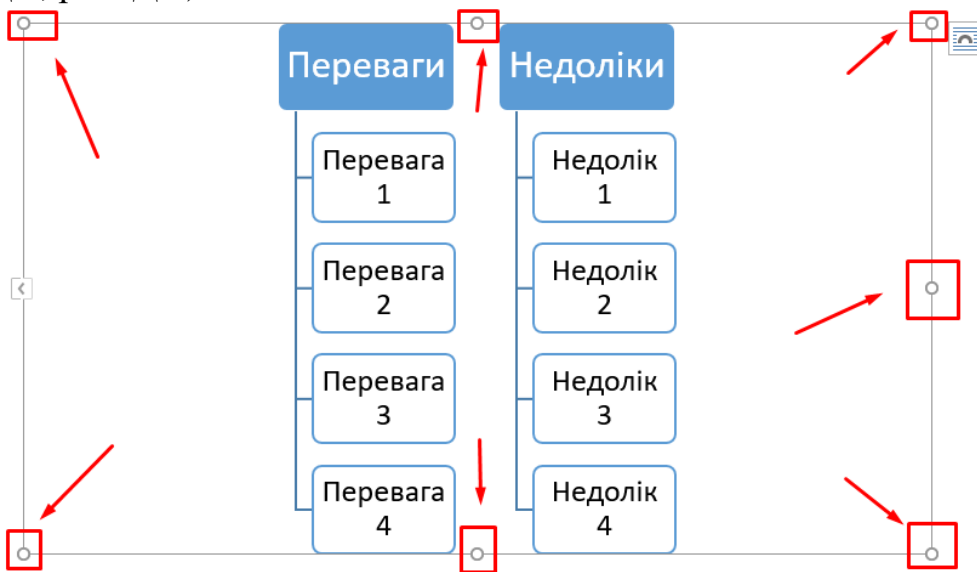 Переваги
Недоліки
Перевага
1
Недолік
1
Перевага
2
Недолік
2
Перевага
3
Недолік
3
Перевага
4
Недолік
4